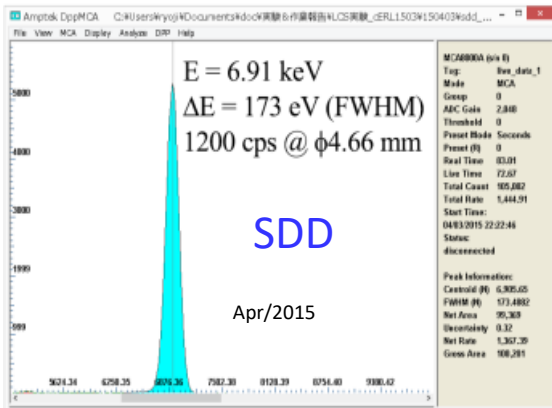 Amptek DppMCA C:¥Users¥ryoji¥Documents¥doc¥実験&作業報告¥LCS実験_cERL1503¥150403¥sdd_...
File View MCA Display Analyze DPP Help
E = 6.91 keV
ΔE = 173 eV (FWHM)
1200 cps @ ϕ4.66 mm
SDD
Apr/2015
5000
4000
3000
1999
999
5624.34 6250.35 6876.36 7502.38 8128.39 8754.40 9380.42
MCA8000A (s/n 0)
Tag: live_data_1
Mode MCA
Group 0
ADC Gain 2,048
Threshold 0
Preset Mode Seconds
Preset (R) 0
Real Time 83.01
Live Time 72.67
Total Count 105,002
Total Rate 1,444.91
Start Time:
04/03/2015 22:22:46
Status:
disconnected
Peak Information:
Centroid (N) 6,905.65
FWHM (N) 173.4882
Net Area 99,369
Uncertainty 0.32
Net Rate 1,367.39
Gross Area 100,201